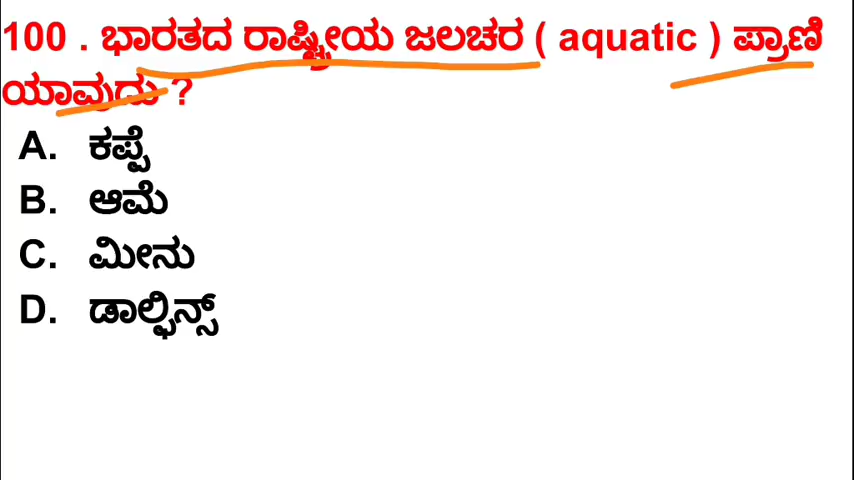 100 . ಭಾರತದ ರಾಷ್ಟ್ರೀಯ ಜಲಚರ ( aquatic ) ಪ್ರಾಣಿ
ಯಾವುದು ?
A. ಕಪ್ಪೆ
B. ಆಮೆ
C. ಮೀನು
D. ಡಾಲ್ಫಿನ್ಸ್